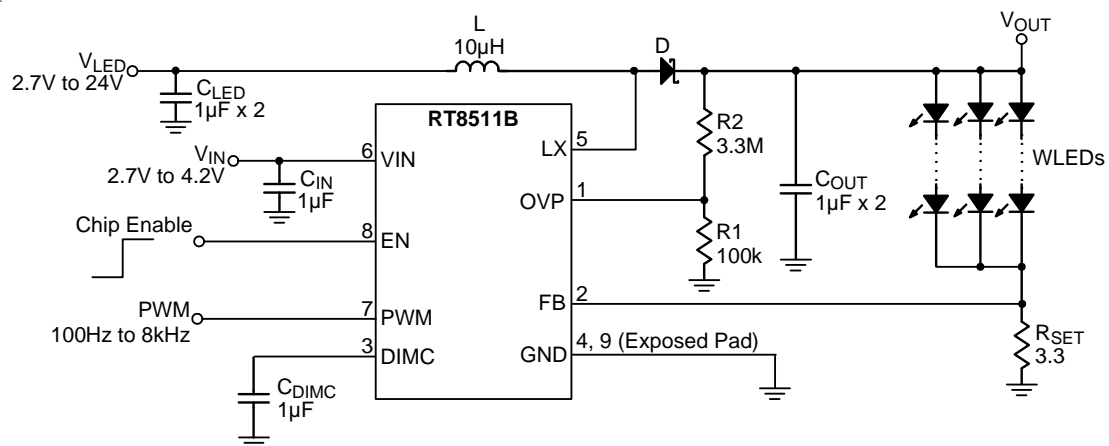 L
10µH
D
VOUT
VLED
2.7V to 24V
CLED
1µF x 2
RT8511B
R2
3.3M
VIN
2.7V to 4.2V
6
VIN
LX
5
WLEDs
CIN
1µF
OVP
1
COUT
1µF x 2
Chip Enable
8
EN
R1
100k
PWM
100Hz to 8kHz
7
PWM
FB
2
3
DIMC
GND
4, 9 (Exposed Pad)
RSET
3.3
CDIMC
1µF